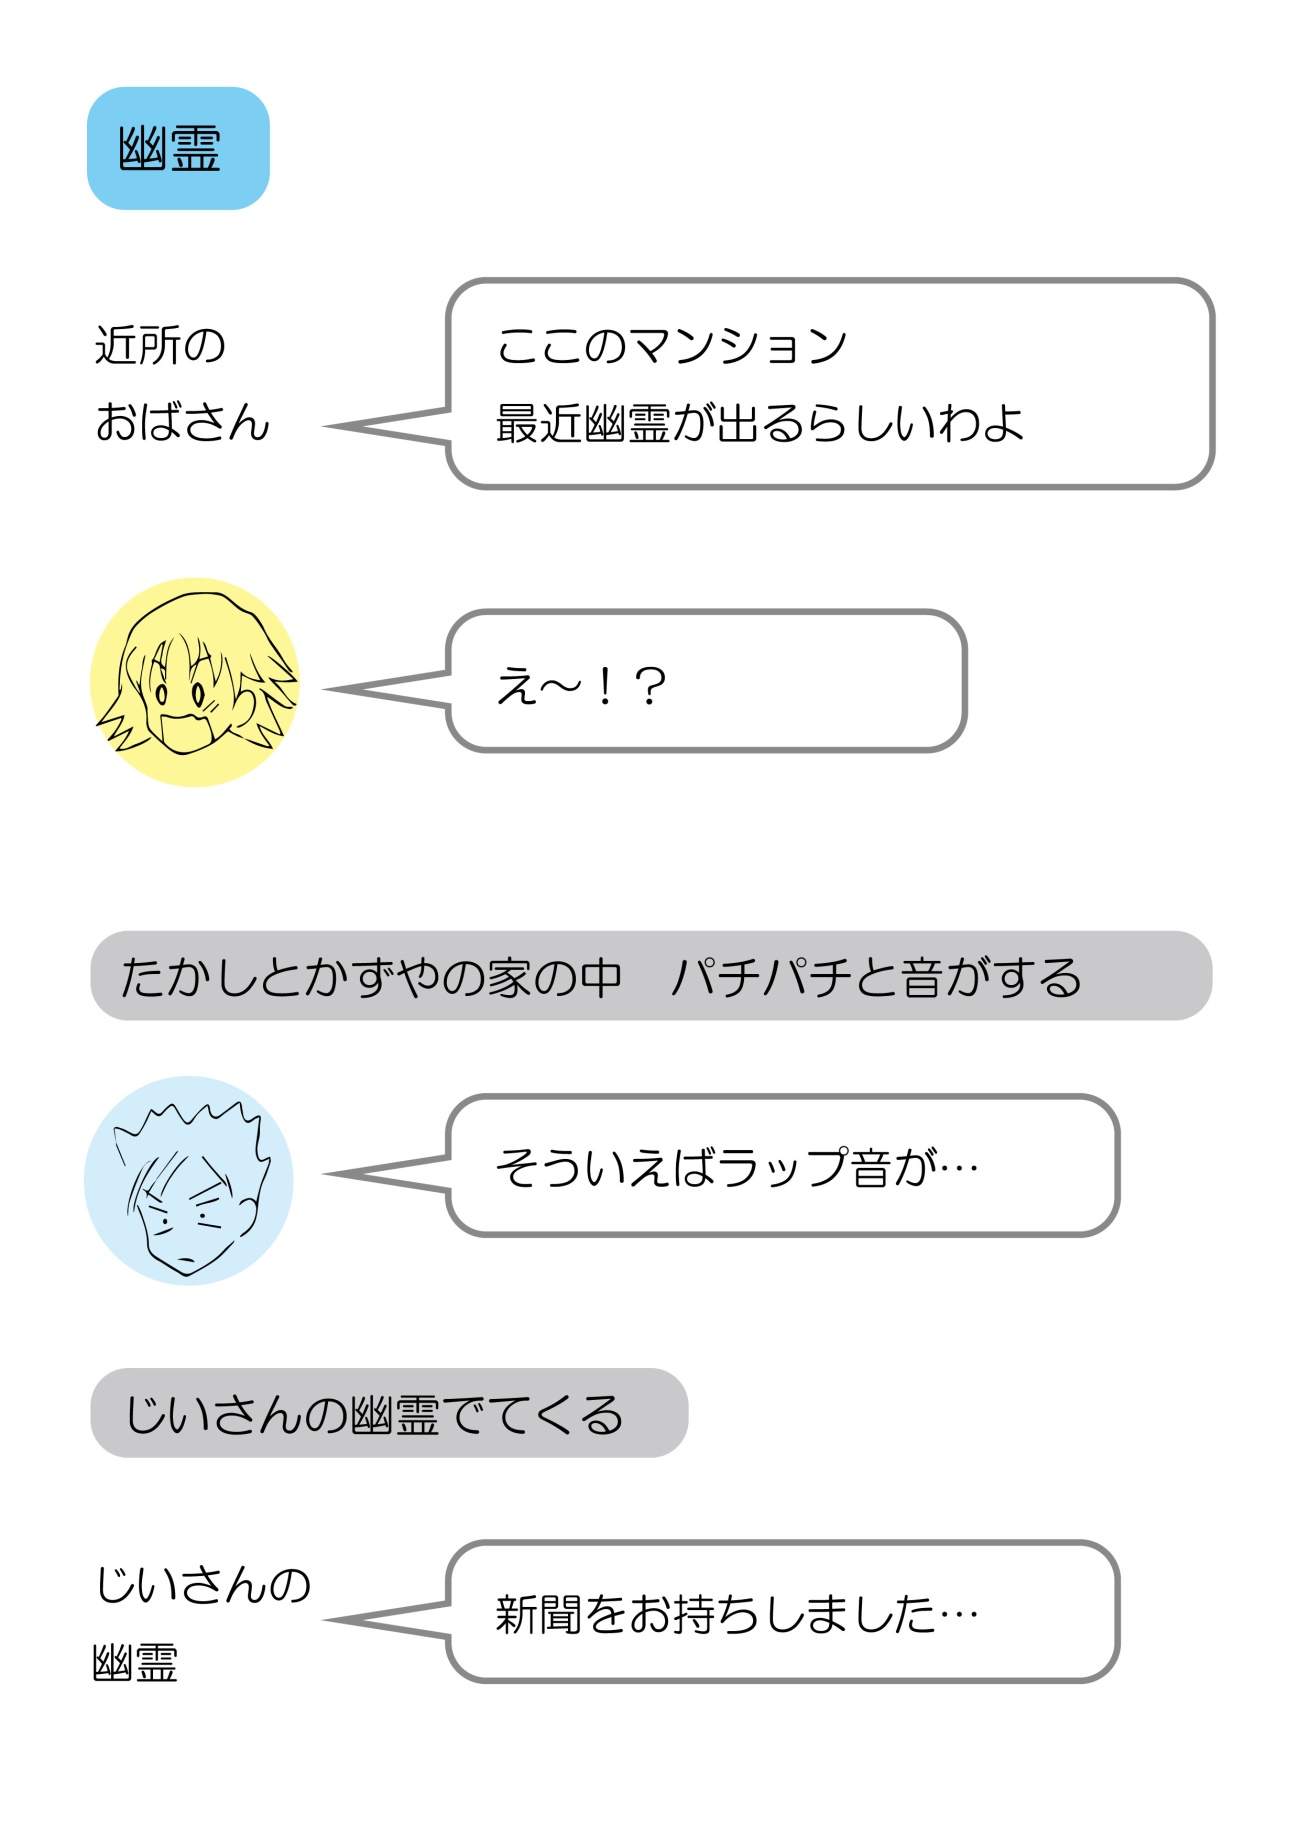 幽霊
近所の
おばさん
ここのマンション
最近幽霊が出るらしいわよ
え～！？
たかしとかずやの家の中　パチパチと音がする
そういえばラップ音が…
じいさんの幽霊でてくる
じいさんの
幽霊
新聞をお持ちしました…